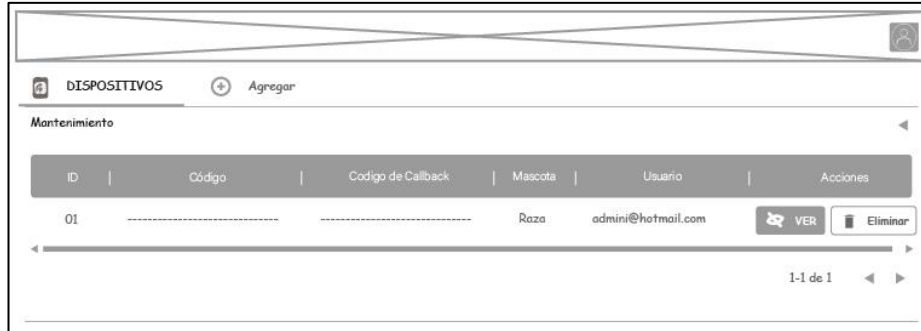 DISPOSITIVOS Agregar
Mantenimiento
ID | Código | Codigo de Callback | Mascota | Usuario | Acciones
01 ------------------------------ ------------------------------ Raza admini@hotmail.com VER Eliminar
1-1 de 1